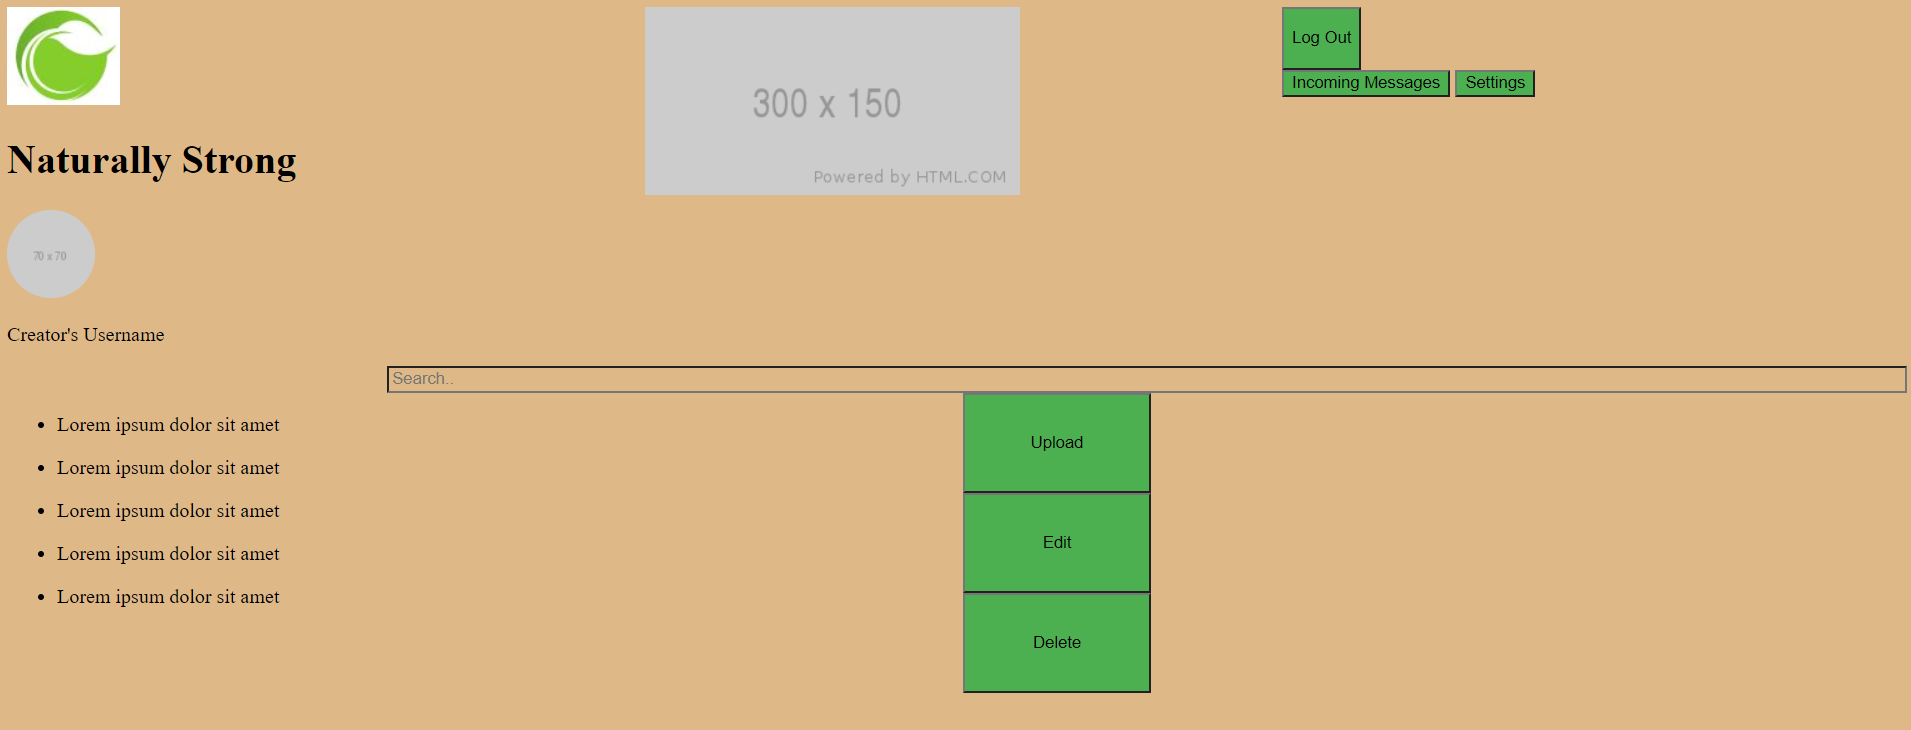 300 x 150
Powered by HTML.COM
Log Out
Incoming Messages Settings
Naturally Strong
70 x 70
Creator's Username
Search..
Lorem ipsum dolor sit amet
Lorem ipsum dolor sit amet
Lorem ipsum dolor sit amet
Lorem ipsum dolor sit amet
Lorem ipsum dolor sit amet
Upload
Edit
Delete